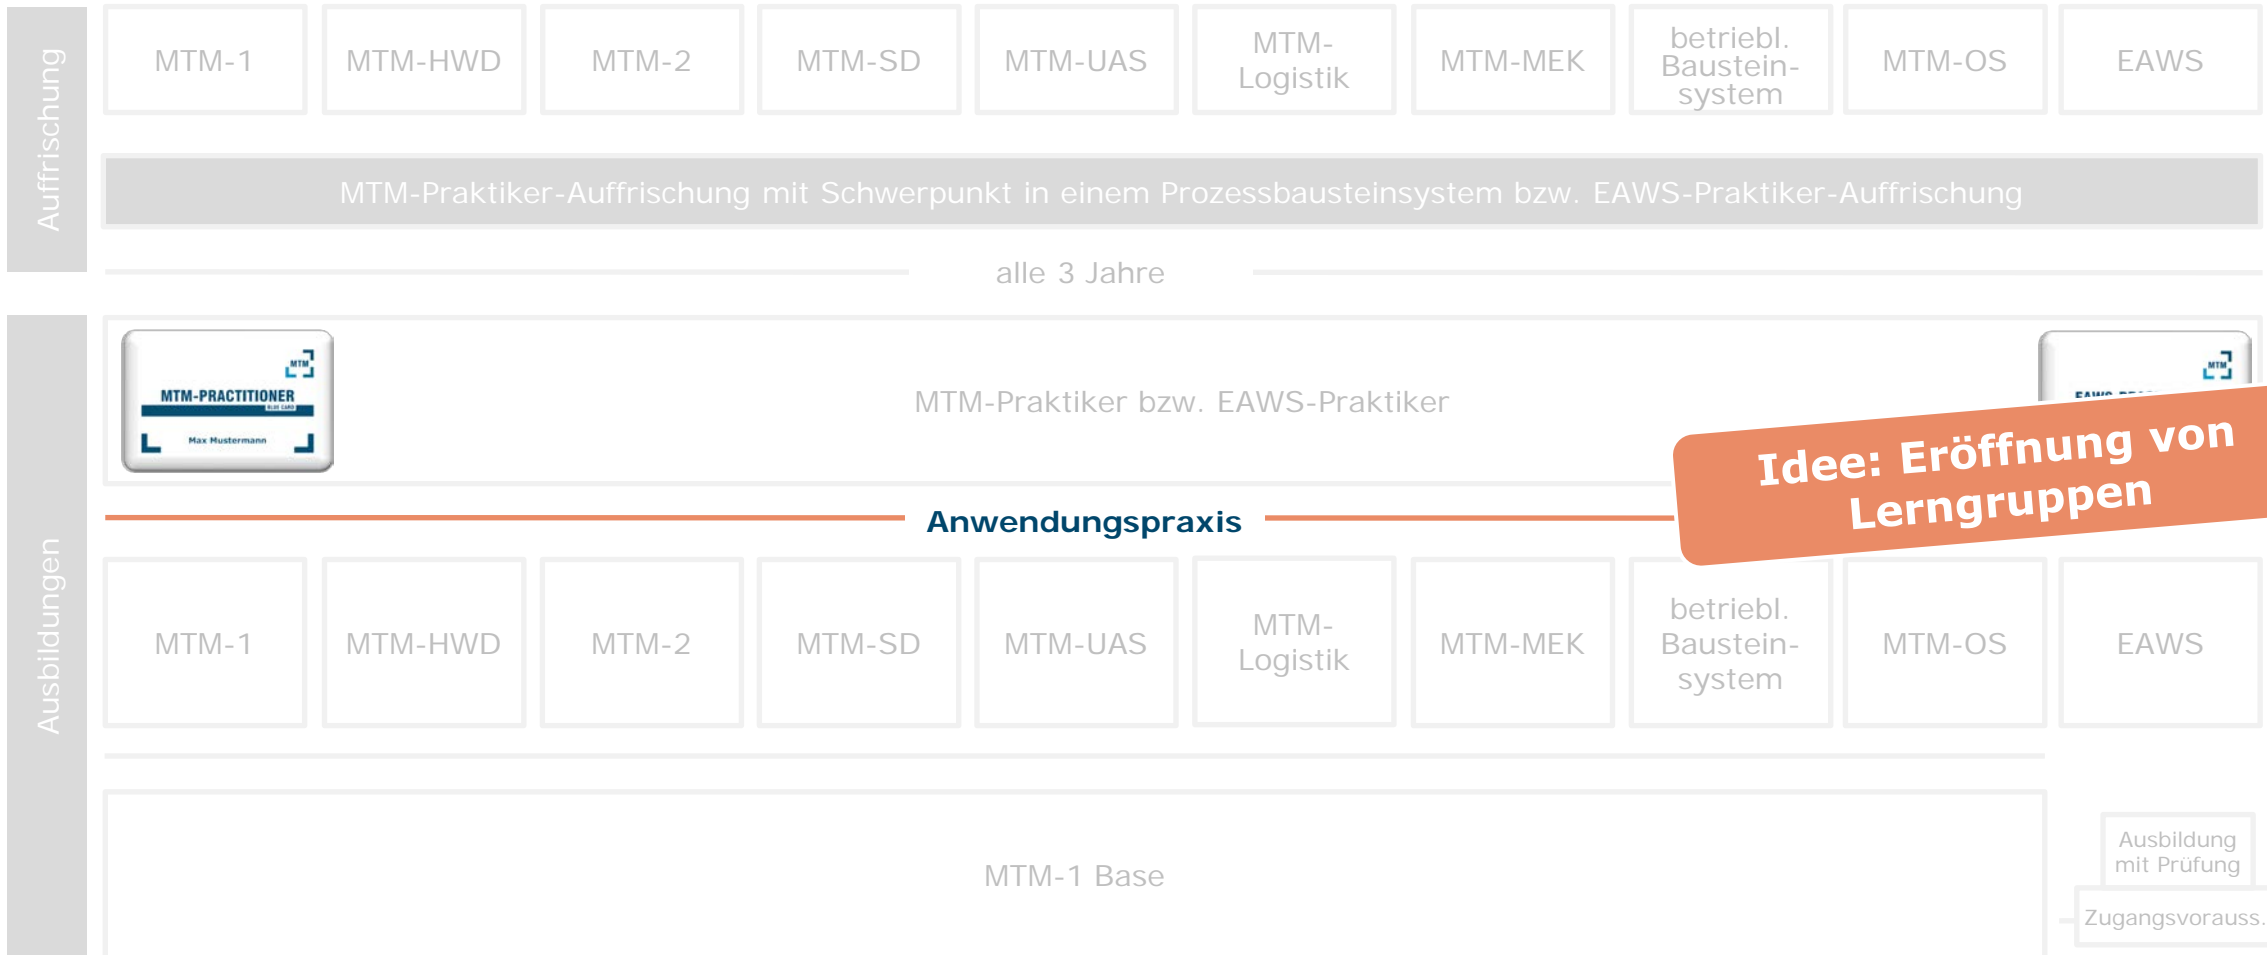 Auffrischung
MTM-1
MTM-HWD
MTM-2
MTM-SD
MTM-UAS
MTM-
Logistik
MTM-MEK
betriebl.
Baustein-
system
MTM-OS
EAWS
MTM-Praktiker-Auffrischung mit Schwerpunkt in einem Prozessbausteinsystem bzw. EAWS-Praktiker-Auffrischung
alle 3 Jahre
Ausbildungen
MTM
MTM-PRACTITIONER
BLUE CARD
Max Mustermann
MTM-Praktiker bzw. EAWS-Praktiker
MTM
Idee: Eröffnung von
Lerngruppen
Anwendungspraxis
MTM-1
MTM-HWD
MTM-2
MTM-SD
MTM-UAS
MTM-
Logistik
MTM-MEK
betriebl.
Baustein-
system
MTM-OS
EAWS
MTM-1 Base
Ausbildung
mit Prüfung
Zugangsvorauss.